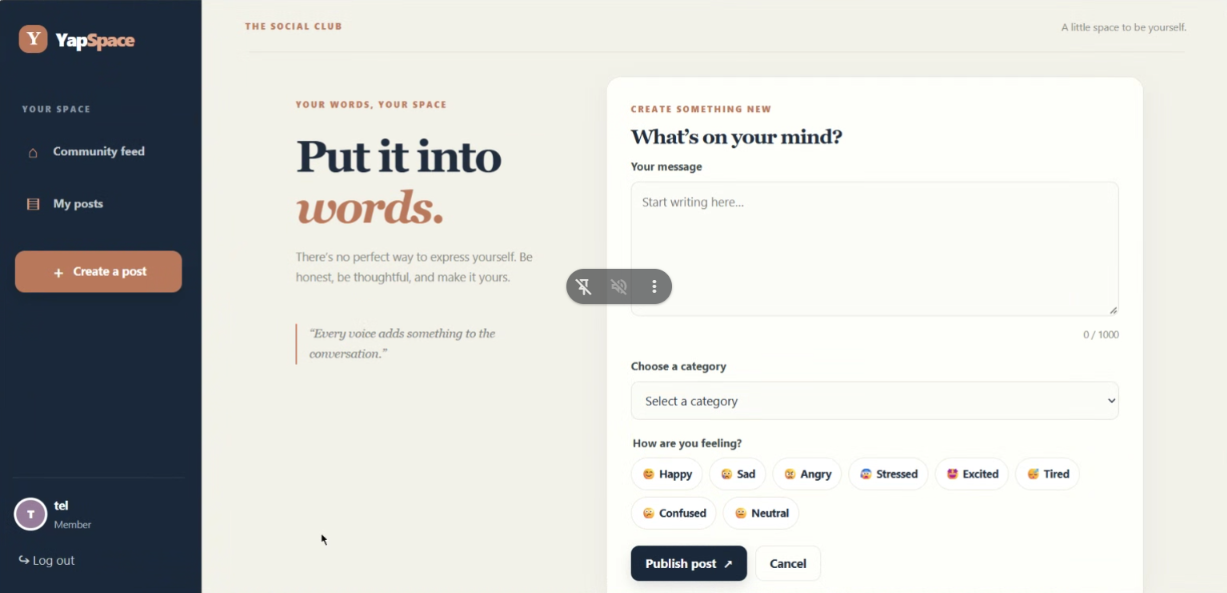 Y YapSpace
YOUR SPACE
Community feed
My posts
+ Create a post
T tel
Member
Log out
THE SOCIAL CLUB
A little space to be yourself.
YOUR WORDS, YOUR SPACE
Put it into
words.
There's no perfect way to express yourself. Be
honest, be thoughtful, and make it yours.
“Every voice adds something to the
conversation.”
CREATE SOMETHING NEW
What's on your mind?
Your message
Start writing here...
0 / 1000
Choose a category
Select a category
How are you feeling?
Happy Sad Angry Stressed Excited Tired
Confused Neutral
Publish post ↗ Cancel